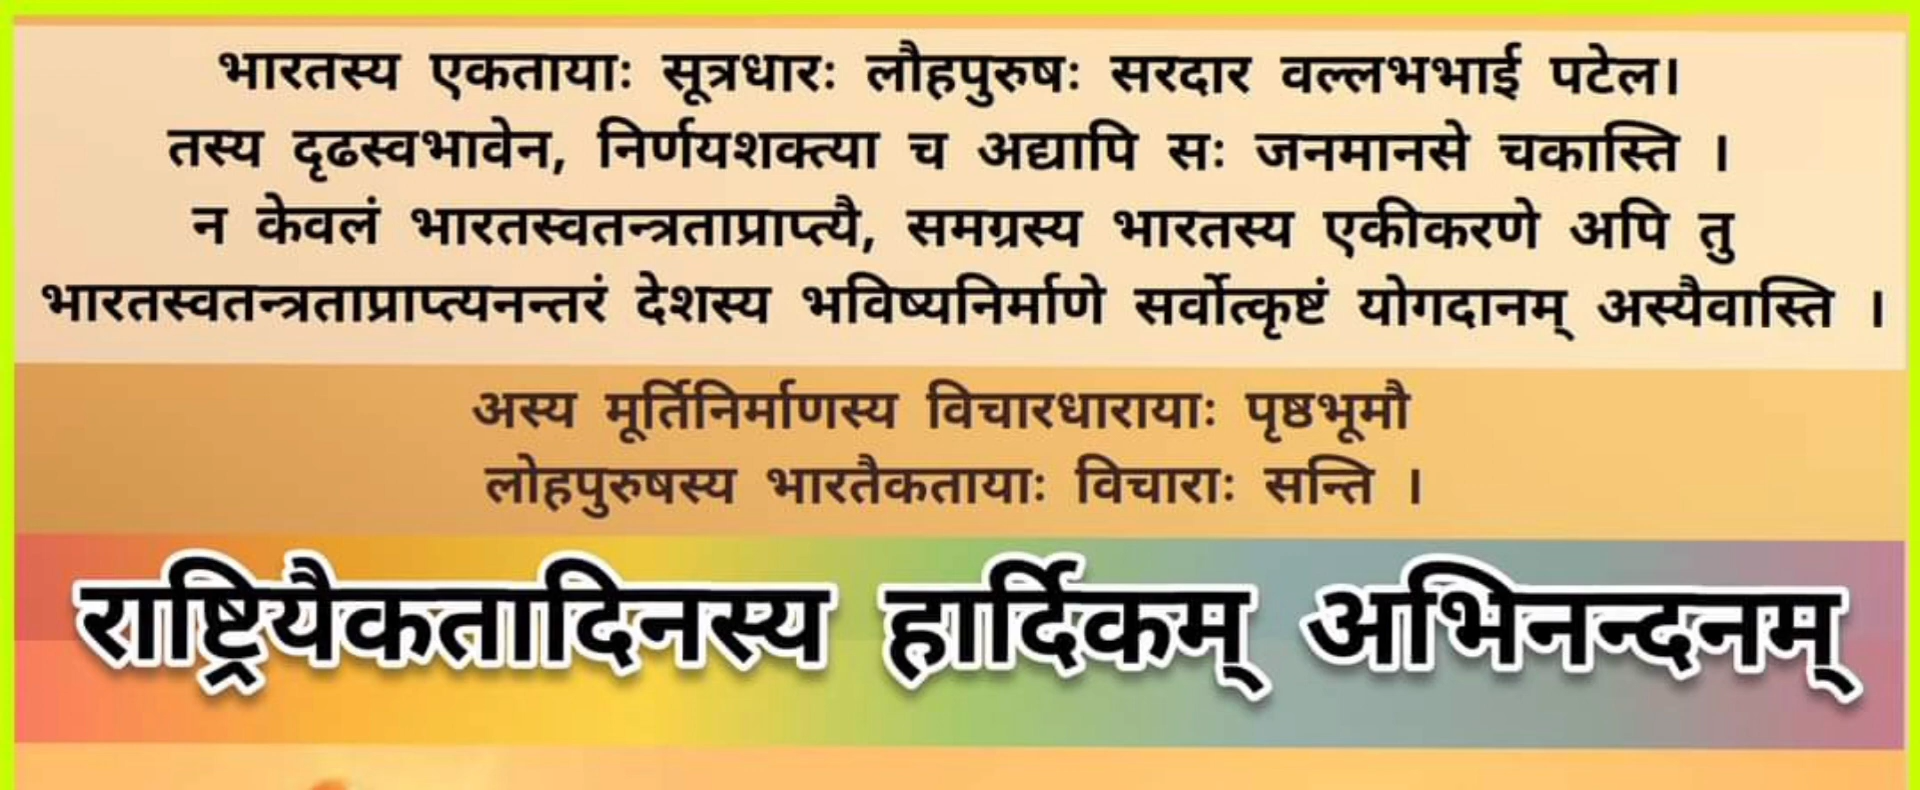 भारतस्य एकतायाः सूत्रधारः लौहपुरुषः सरदार वल्लभभाई पटेल।
तस्य दृढस्वभावेन, निर्णयशक्त्या च अद्यापि सः जनमानसे चकास्ति ।
न केवलं भारतस्वतन्त्रताप्राप्त्यै, समग्रस्य भारतस्य एकीकरणे अपि तु
भारतस्वतन्त्रताप्राप्त्यनन्तरं देशस्य भविष्यनिर्माणे सर्वोत्कृष्टं योगदानम् अस्यैवास्ति ।
अस्य मूर्तिनिर्माणस्य विचारधारायाः पृष्ठभूमौ
लोहपुरुषस्य भारतैकतायाः विचाराः सन्ति ।
राष्ट्रियैकतादिनस्य हार्दिकम् अभिनन्दनम्